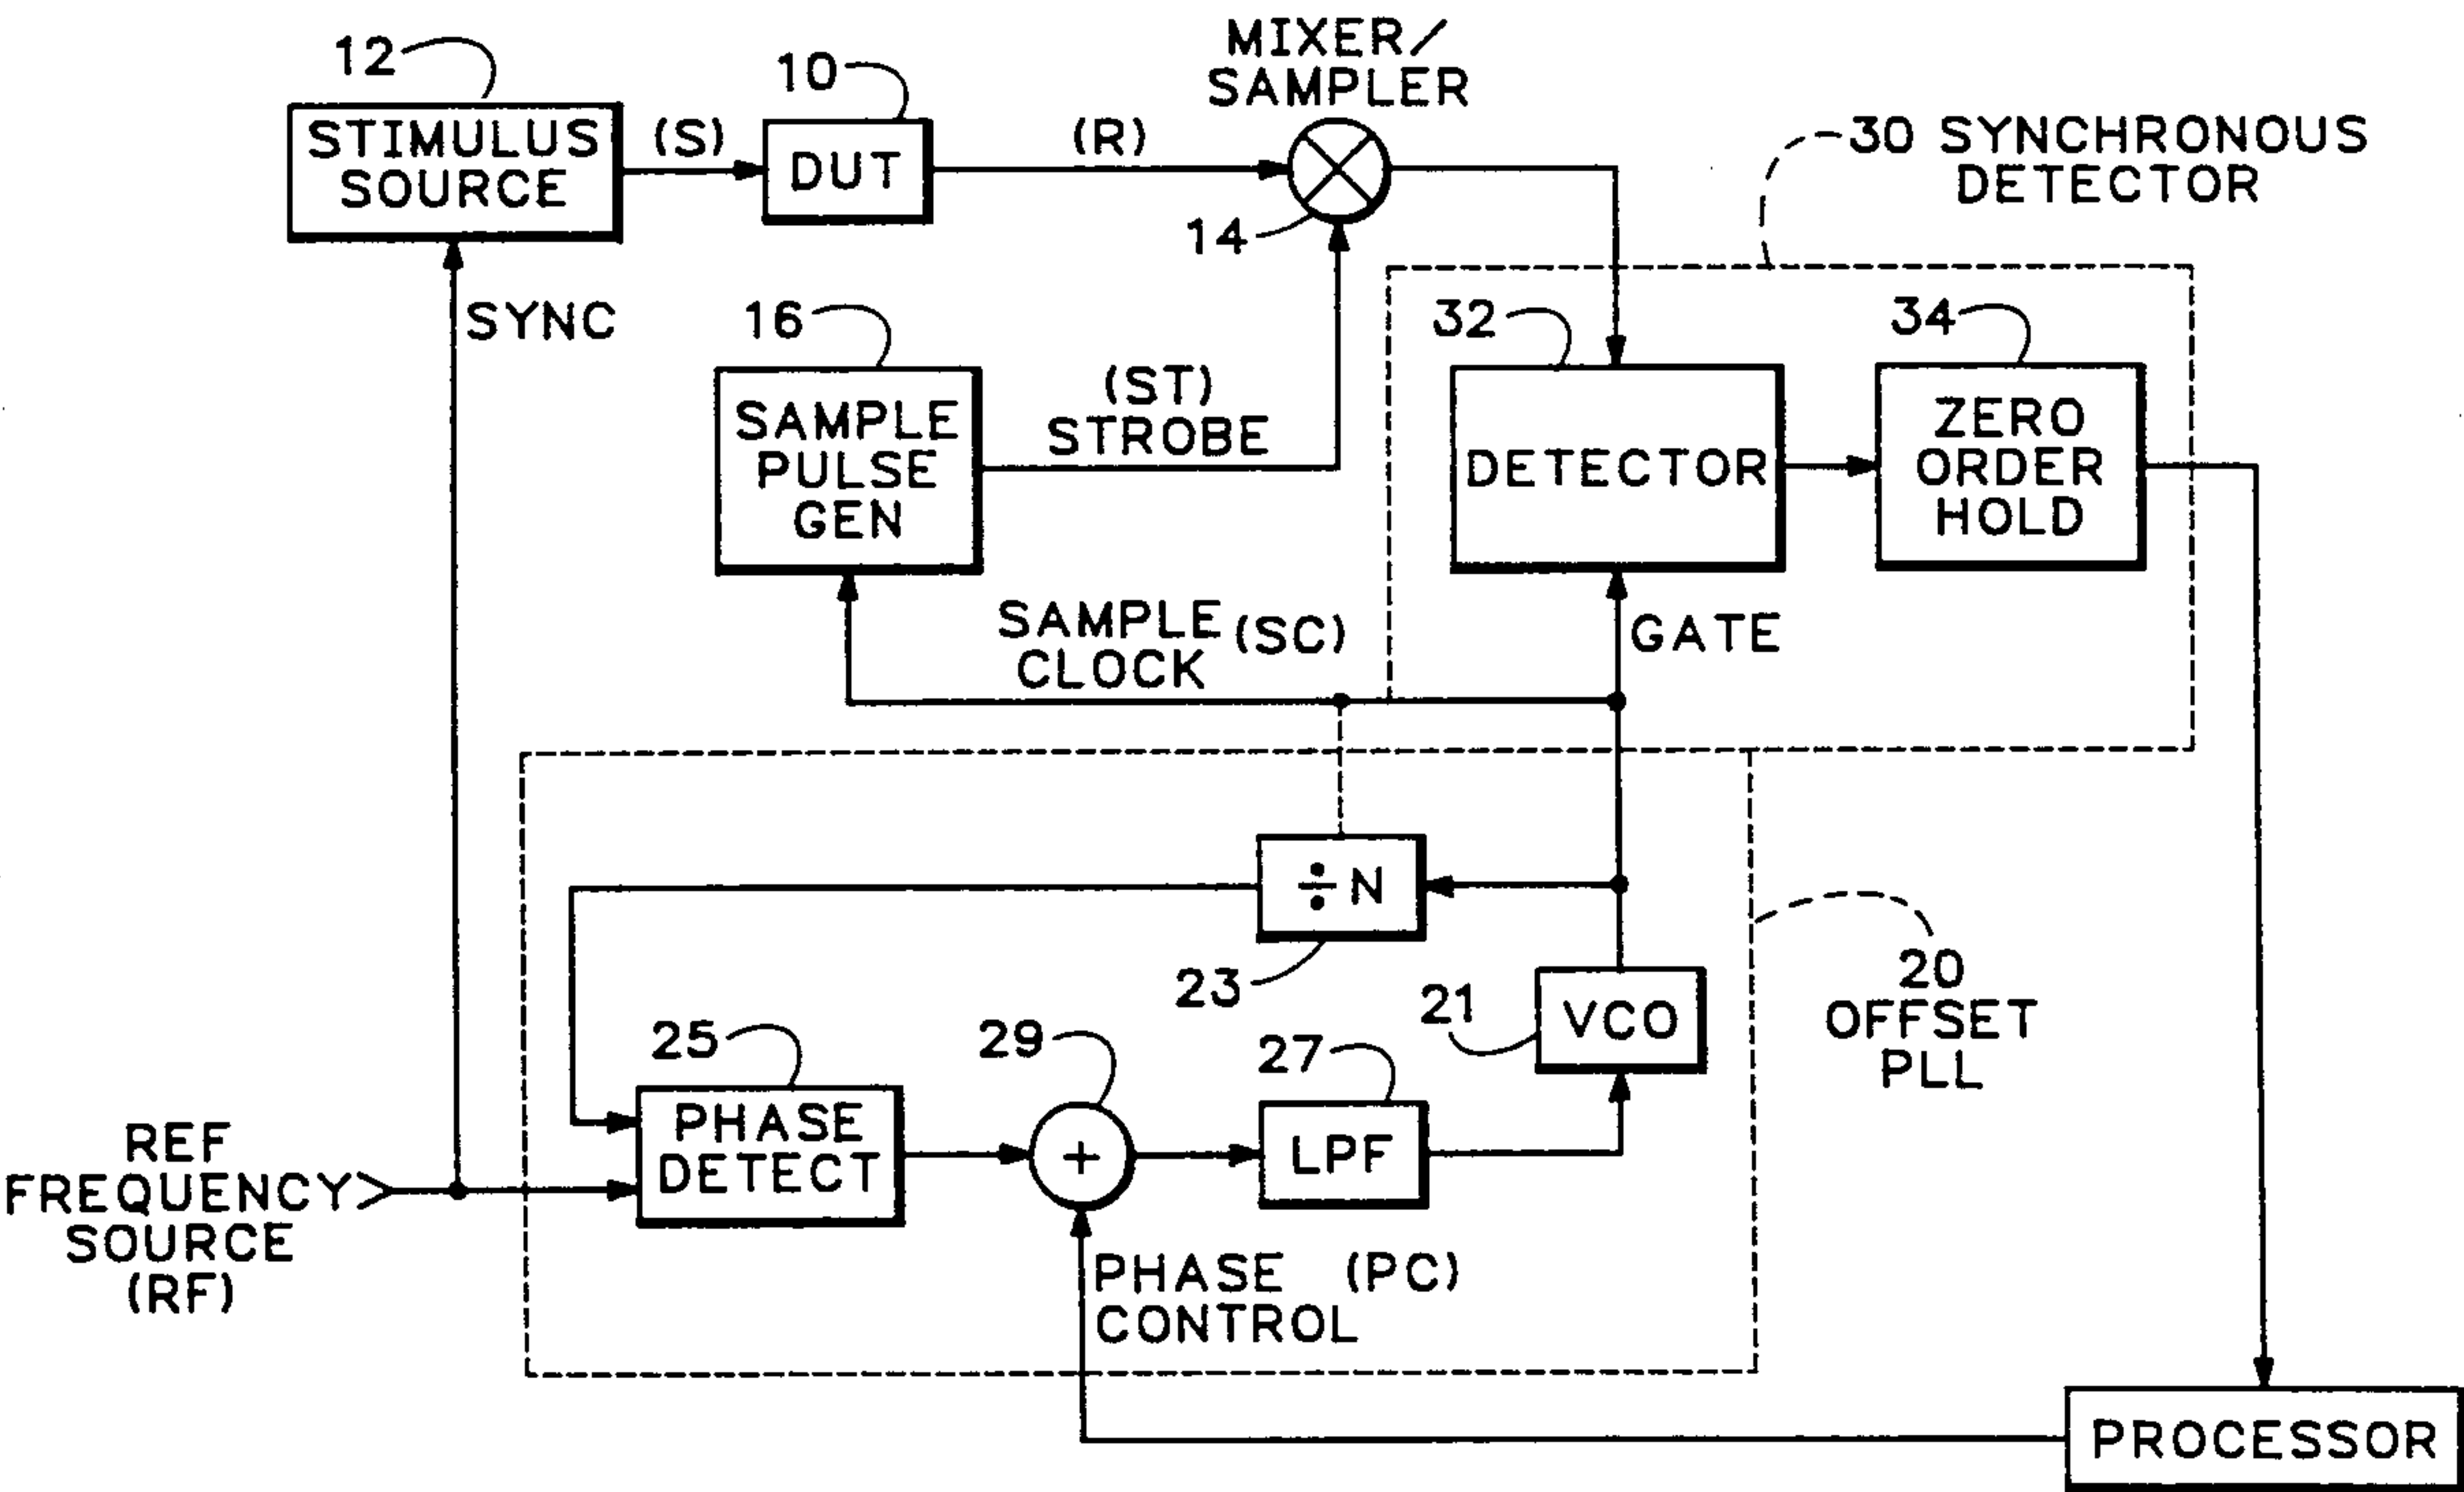 12
STIMULUS
SOURCE
(S)
10
DUT
(R)
MIXER/
SAMPLER
14
30 SYNCHRONOUS
DETECTOR
SYNC
16
SAMPLE
PULSE
GEN
(ST)
STROBE
32
DETECTOR
34
ZERO
ORDER
HOLD
SAMPLE (SC)
CLOCK
GATE
÷ N
23
21
VCO
20
OFFSET
PLL
25
PHASE
DETECT
29
+
27
LPF
REF
FREQUENCY
SOURCE
(RF)
PHASE (PC)
CONTROL
PROCESSOR